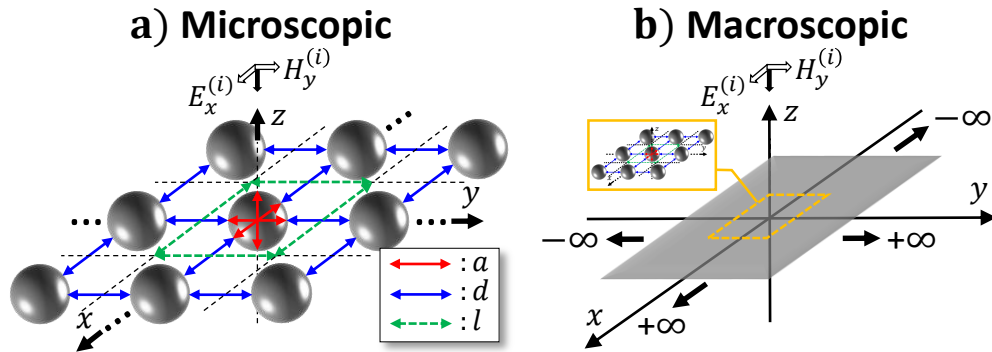 a) Microscopic
E_x^{(i)} H_y^{(i)}
z
y
x
: a
: d
: l
b) Macroscopic
E_x^{(i)} H_y^{(i)}
z
−∞
y
−∞
+∞
x
+∞